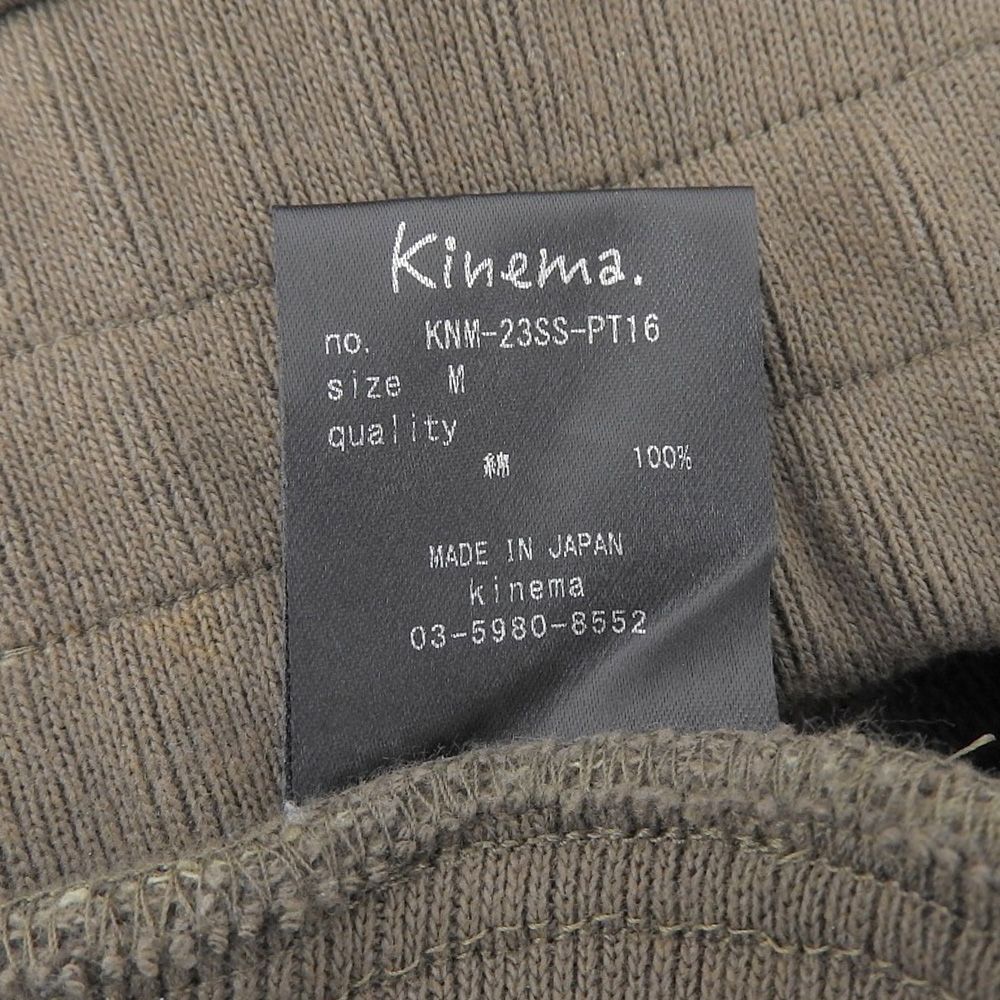 Kinema.
no. KNM-23SS-PT16
size M
quality
綿 100%
MADE IN JAPAN
kinema
03-5980-8552